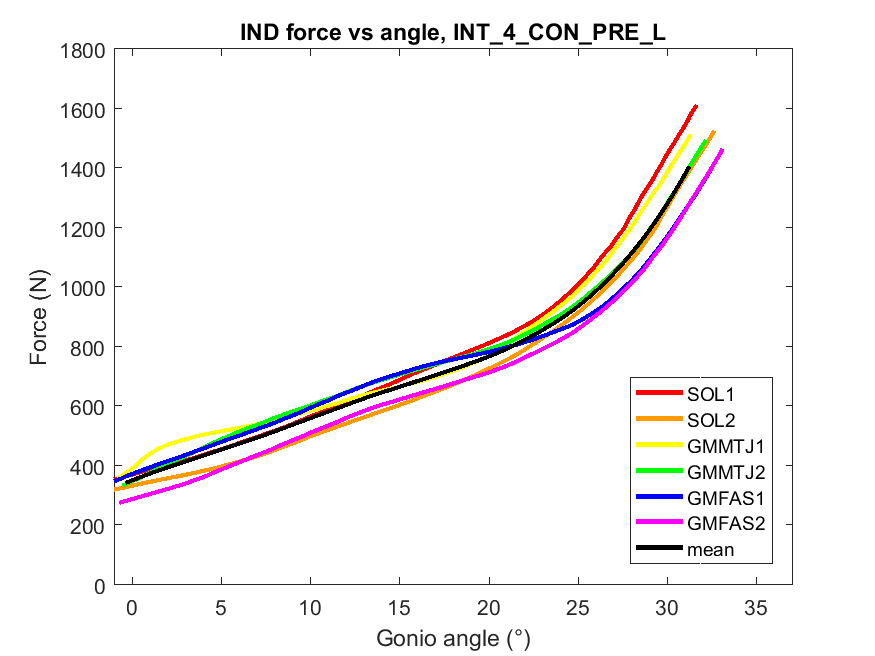 IND force vs angle, INT_4_CON_PRE_L
1800
1600
1400
1200
1000
800
600
400
200
0
Force (N)
0 5 10 15 20 25 30 35
Gonio angle (°)
SOL1
SOL2
GMMTJ1
GMMTJ2
GMFAS1
GMFAS2
mean